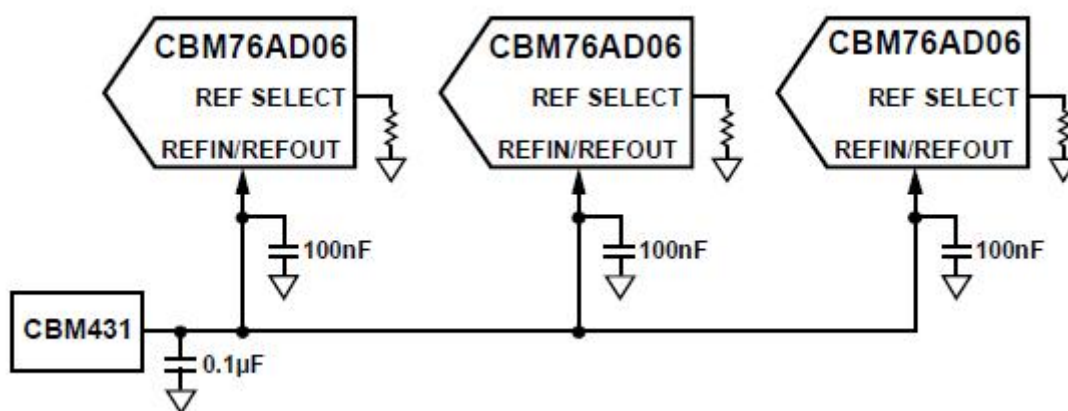 CBM76AD06
REF SELECT
REFIN/REFOUT
CBM76AD06
REF SELECT
REFIN/REFOUT
CBM76AD06
REF SELECT
REFIN/REFOUT
100nF
100nF
100nF
CBM431
0.1µF